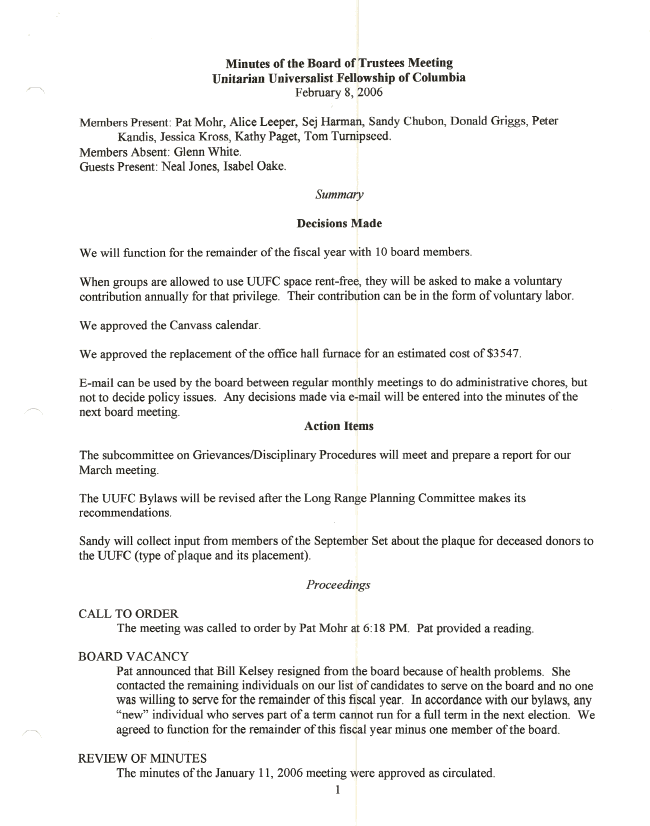 Minutes of the Board of Trustees Meeting
Unitarian Universalist Fellowship of Columbia
February 8, 2006
Members Present: Pat Mohr, Alice Leeper, Sej Harman, Sandy Chubon, Donald Griggs, Peter
Kandis, Jessica Kross, Kathy Paget, Tom Turnipseed.
Members Absent: Glenn White.
Guests Present: Neal Jones, Isabel Oake.
Summary
Decisions Made
We will function for the remainder of the fiscal year with 10 board members.
When groups are allowed to use UUFC space rent-free, they will be asked to make a voluntary
contribution annually for that privilege. Their contribution can be in the form of voluntary labor.
We approved the Canvass calendar.
We approved the replacement of the office hall furnace for an estimated cost of $3547.
E-mail can be used by the board between regular monthly meetings to do administrative chores, but
not to decide policy issues. Any decisions made via e-mail will be entered into the minutes of the
next board meeting.
Action Items
The subcommittee on Grievances/Disciplinary Procedures will meet and prepare a report for our
March meeting.
The UUFC Bylaws will be revised after the Long Range Planning Committee makes its
recommendations.
Sandy will collect input from members of the September Set about the plaque for deceased donors to
the UUFC (type of plaque and its placement).
Proceedings
CALL TO ORDER
The meeting was called to order by Pat Mohr at 6:18 PM. Pat provided a reading.
BOARD VACANCY
Pat announced that Bill Kelsey resigned from the board because of health problems. She
contacted the remaining individuals on our list of candidates to serve on the board and no one
was willing to serve for the remainder of this fiscal year. In accordance with our bylaws, any
“new” individual who serves part of a term cannot run for a full term in the next election. We
agreed to function for the remainder of this fiscal year minus one member of the board.
REVIEW OF MINUTES
The minutes of the January 11, 2006 meeting were approved as circulated.
1